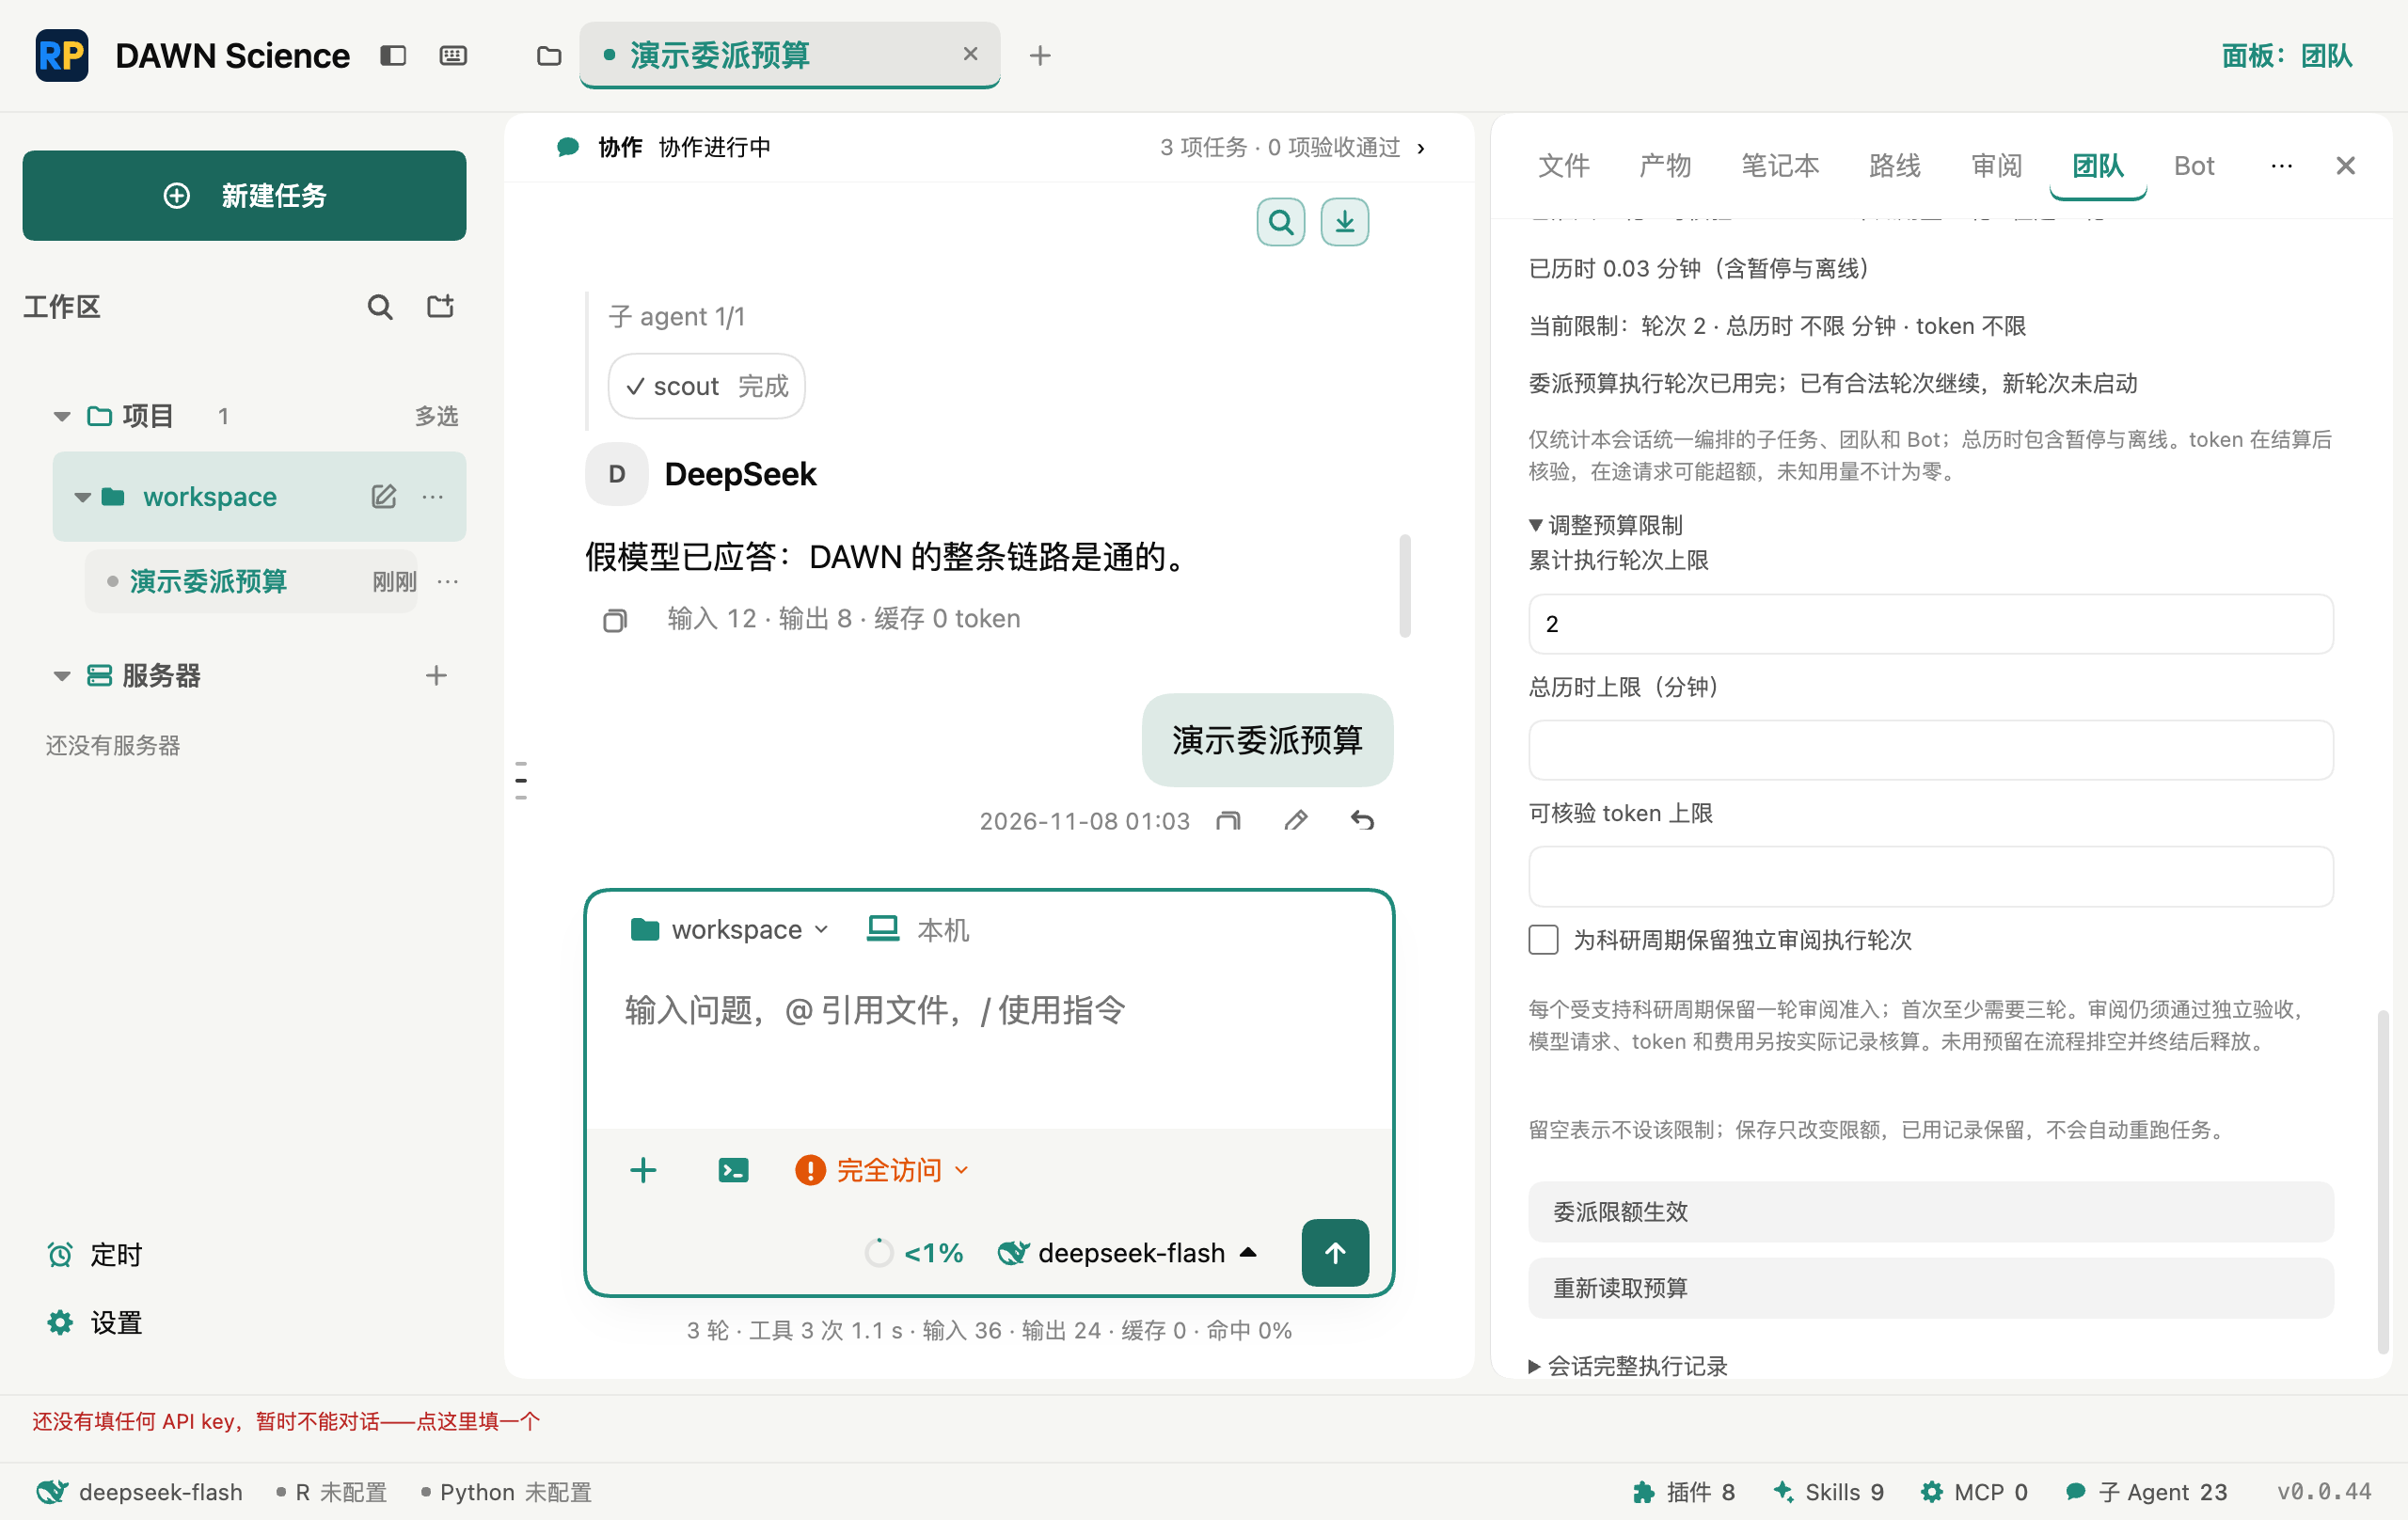 RP DAWN Science
演示委派预算
面板：团队
新建任务
工作区
项目 1 多选
workspace
演示委派预算 刚刚
服务器
还没有服务器
定时
设置
协作 协作进行中 3 项任务 · 0 项验收通过
子 agent 1/1
scout 完成
D DeepSeek
假模型已应答：DAWN 的整条链路是通的。
输入 12 · 输出 8 · 缓存 0 token
演示委派预算
2026-11-08 01:03
workspace 本机
输入问题，@ 引用文件，/ 使用指令
完全访问
<1% deepseek-flash
3 轮 · 工具 3 次 1.1 s · 输入 36 · 输出 24 · 缓存 0 · 命中 0%
文件 产物 笔记本 路线 审阅 团队 Bot
已历时 0.03 分钟（含暂停与离线）
当前限制：轮次 2 · 总历时 不限 分钟 · token 不限
委派预算执行轮次已用完；已有合法轮次继续，新轮次未启动
仅统计本会话统一编排的子任务、团队和 Bot；总历时包含暂停与离线。token 在结算后
核验，在途请求可能超额，未知用量不计为零。
调整预算限制
累计执行轮次上限
2
总历时上限（分钟）
可核验 token 上限
为科研周期保留独立审阅执行轮次
每个受支持科研周期保留一轮审阅准入；首次至少需要三轮。审阅仍须通过独立验收，
模型请求、token 和费用另按实际记录核算。未用预留在流程排空并终结后释放。
留空表示不设该限制；保存只改变限额，已用记录保留，不会自动重跑任务。
委派限额生效
重新读取预算
会话完整执行记录
还没有填任何 API key，暂时不能对话——点这里填一个
deepseek-flash R 未配置 Python 未配置
插件 8 Skills 9 MCP 0 子 Agent 23 v0.0.44